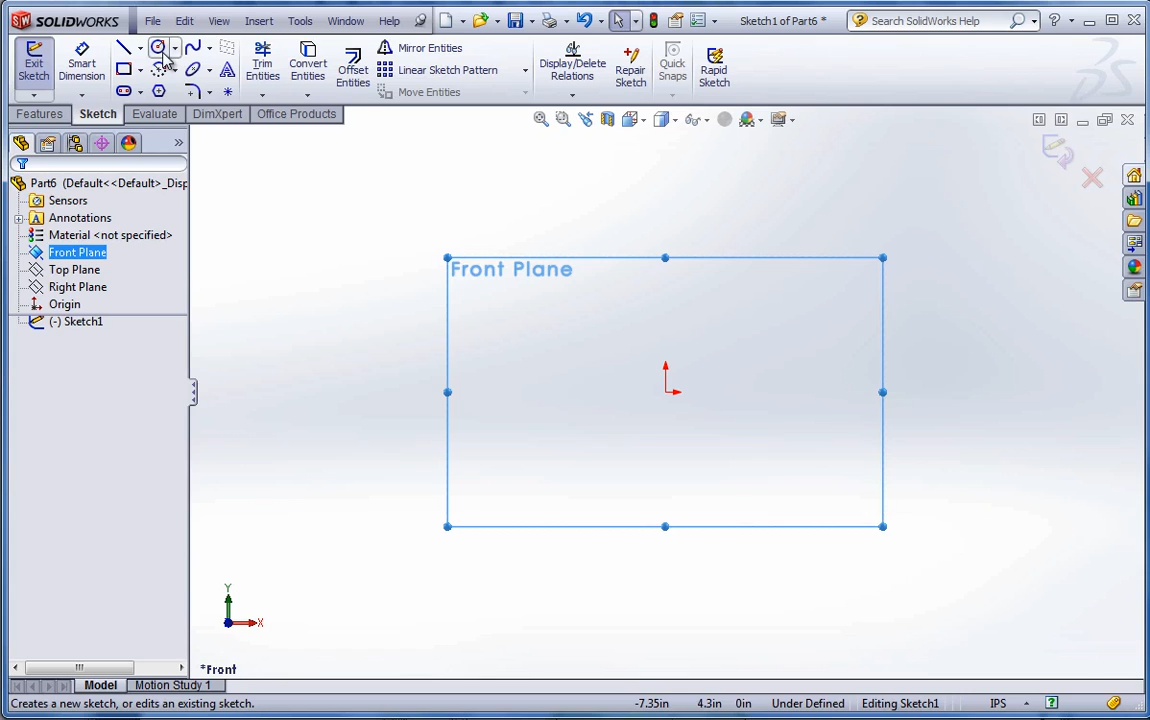 SOLIDWORKS File Edit View Insert Tools Window Help Sketch1 of Part6 * Search SolidWorks Help
Exit Sketch
Smart Dimension
Trim Entities
Convert Entities
Offset Entities
Mirror Entities
Linear Sketch Pattern
Move Entities
Display/Delete Relations
Repair Sketch
Quick Snaps
Rapid Sketch
Features Sketch Evaluate DimXpert Office Products
Part6 (Default<<Default>_Disp
Sensors
Annotations
Material <not specified>
Front Plane
Top Plane
Right Plane
Origin
(-) Sketch1
Front Plane
Y
X
*Front
Model Motion Study 1
Creates a new sketch, or edits an existing sketch. -7.35in 4.3in 0in Under Defined Editing Sketch1 IPS